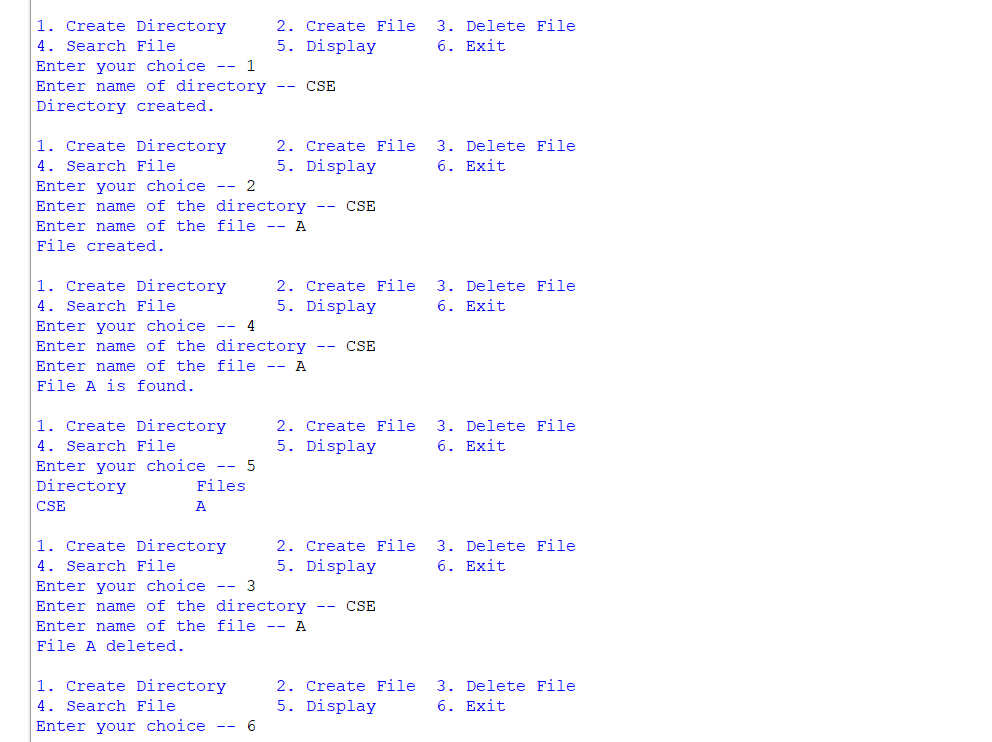 1. Create Directory     2. Create File  3. Delete File
4. Search File          5. Display      6. Exit
Enter your choice -- 1
Enter name of directory -- CSE
Directory created.

1. Create Directory     2. Create File  3. Delete File
4. Search File          5. Display      6. Exit
Enter your choice -- 2
Enter name of the directory -- CSE
Enter name of the file -- A
File created.

1. Create Directory     2. Create File  3. Delete File
4. Search File          5. Display      6. Exit
Enter your choice -- 4
Enter name of the directory -- CSE
Enter name of the file -- A
File A is found.

1. Create Directory     2. Create File  3. Delete File
4. Search File          5. Display      6. Exit
Enter your choice -- 5
Directory       Files
CSE             A

1. Create Directory     2. Create File  3. Delete File
4. Search File          5. Display      6. Exit
Enter your choice -- 3
Enter name of the directory -- CSE
Enter name of the file -- A
File A deleted.

1. Create Directory     2. Create File  3. Delete File
4. Search File          5. Display      6. Exit
Enter your choice -- 6